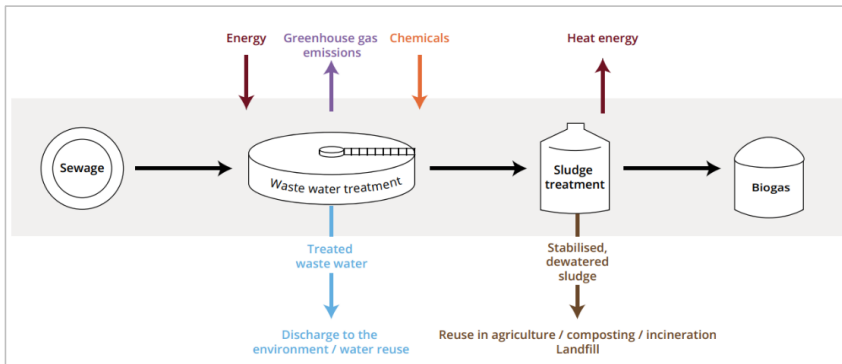 Energy
Greenhouse gas
emissions
Chemicals
Heat energy
Sewage
Waste water treatment
Sludge
treatment
Biogas
Treated
waste water
Stabilised,
dewatered
sludge
Discharge to the
environment / water reuse
Reuse in agriculture / composting / incineration
Landfill